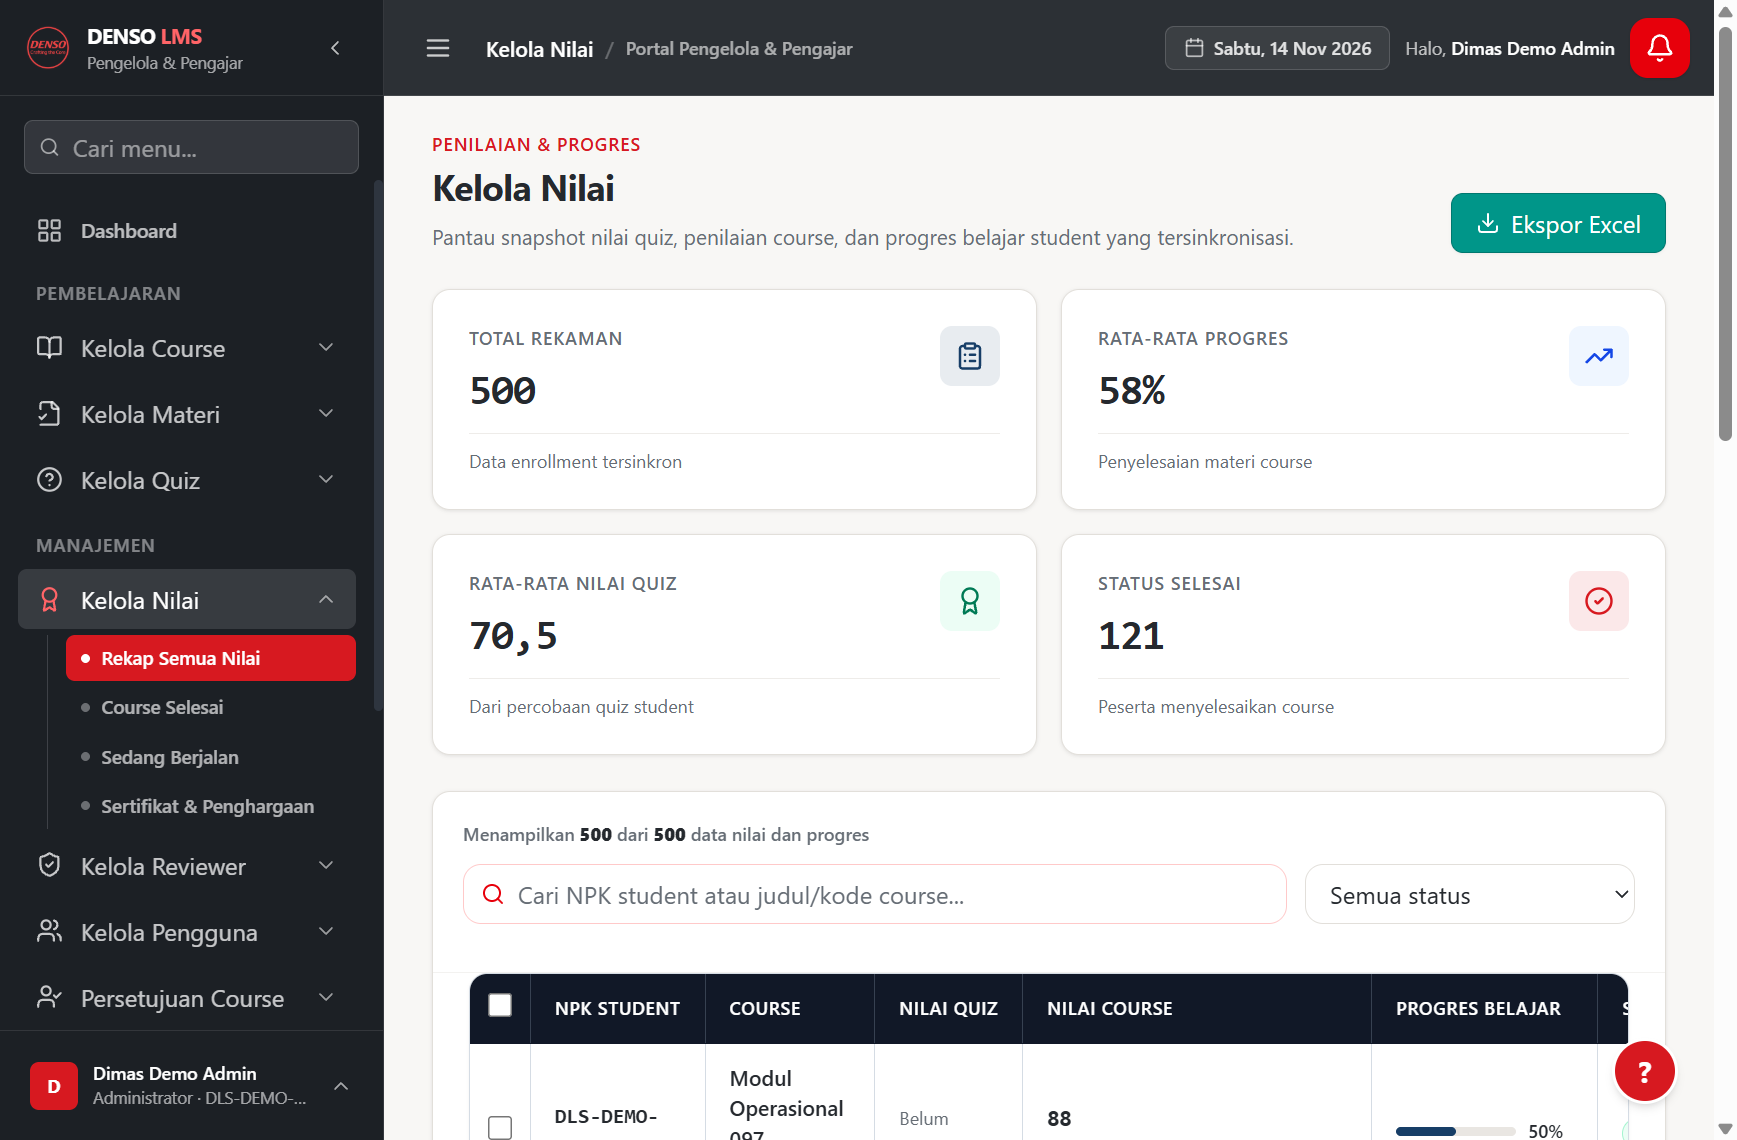 DENSO
DENSO LMS
Pengelola & Pengajar
Cari menu...
Dashboard
PEMBELAJARAN
Kelola Course
Kelola Materi
Kelola Quiz
MANAJEMEN
Kelola Nilai
Rekap Semua Nilai
Course Selesai
Sedang Berjalan
Sertifikat & Penghargaan
Kelola Reviewer
Kelola Pengguna
Persetujuan Course
D
Dimas Demo Admin
Administrator · DLS-DEMO-...
Kelola Nilai / Portal Pengelola & Pengajar
Sabtu, 14 Nov 2026
Halo, Dimas Demo Admin
PENILAIAN & PROGRES
Kelola Nilai
Pantau snapshot nilai quiz, penilaian course, dan progres belajar student yang tersinkronisasi.
Ekspor Excel
TOTAL REKAMAN
500
Data enrollment tersinkron
RATA-RATA PROGRES
58%
Penyelesaian materi course
RATA-RATA NILAI QUIZ
70,5
Dari percobaan quiz student
STATUS SELESAI
121
Peserta menyelesaikan course
Menampilkan 500 dari 500 data nilai dan progres
Cari NPK student atau judul/kode course...
Semua status
NPK STUDENT COURSE NILAI QUIZ NILAI COURSE PROGRES BELAJAR
Modul
Operasional
097
DLS-DEMO-
Belum
88
50%
?